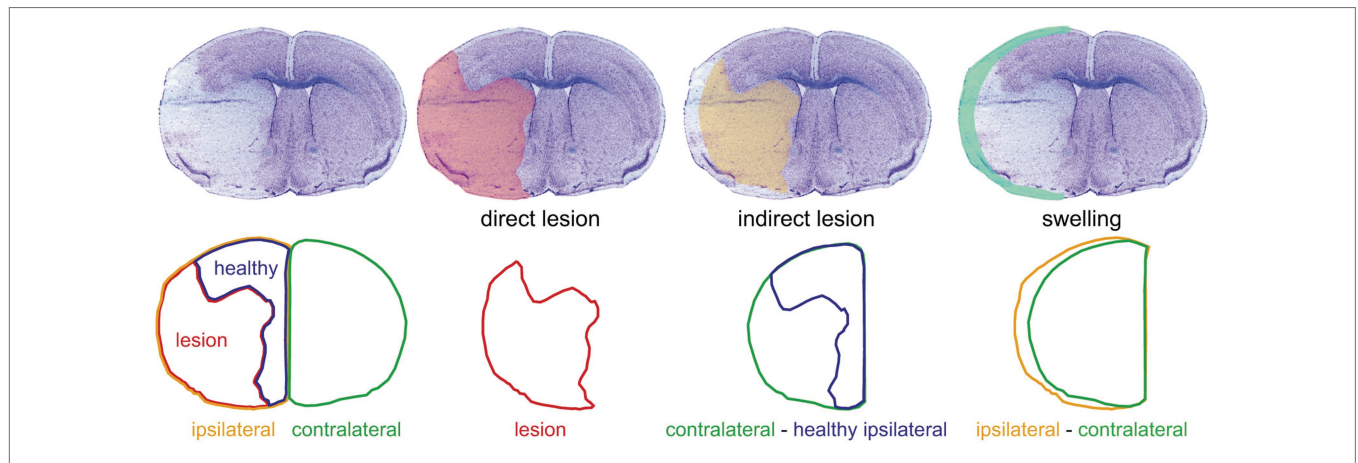 direct lesion
indirect lesion
swelling
healthy
lesion
ipsilateral contralateral
lesion
contralateral - healthy ipsilateral
ipsilateral - contralateral